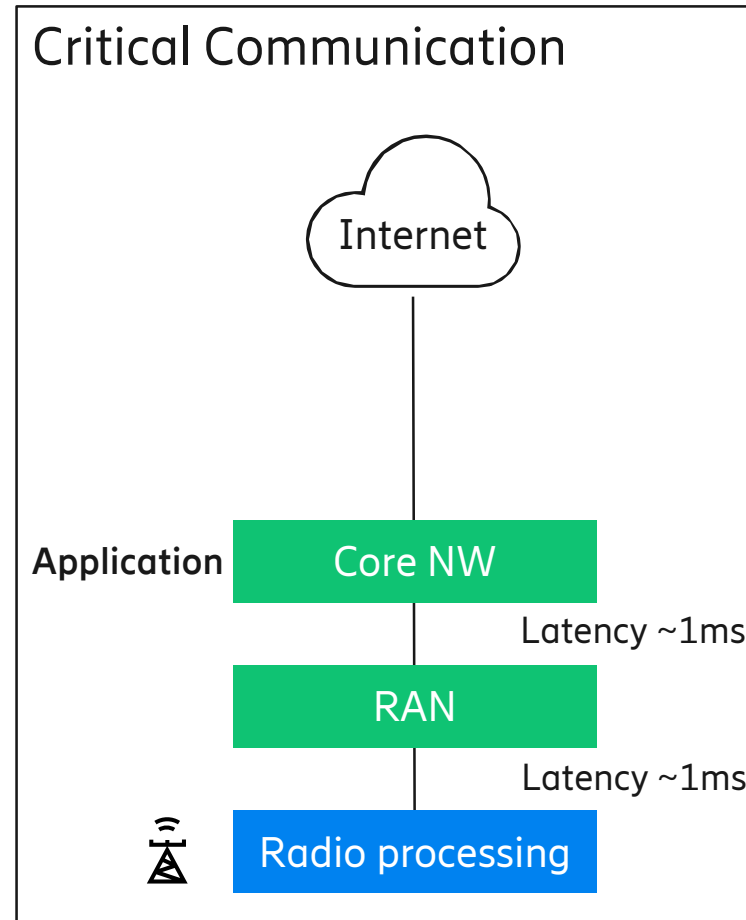 Critical Communication
Internet
Application
Core NW
Latency ~1ms
RAN
Latency ~1ms
Radio processing